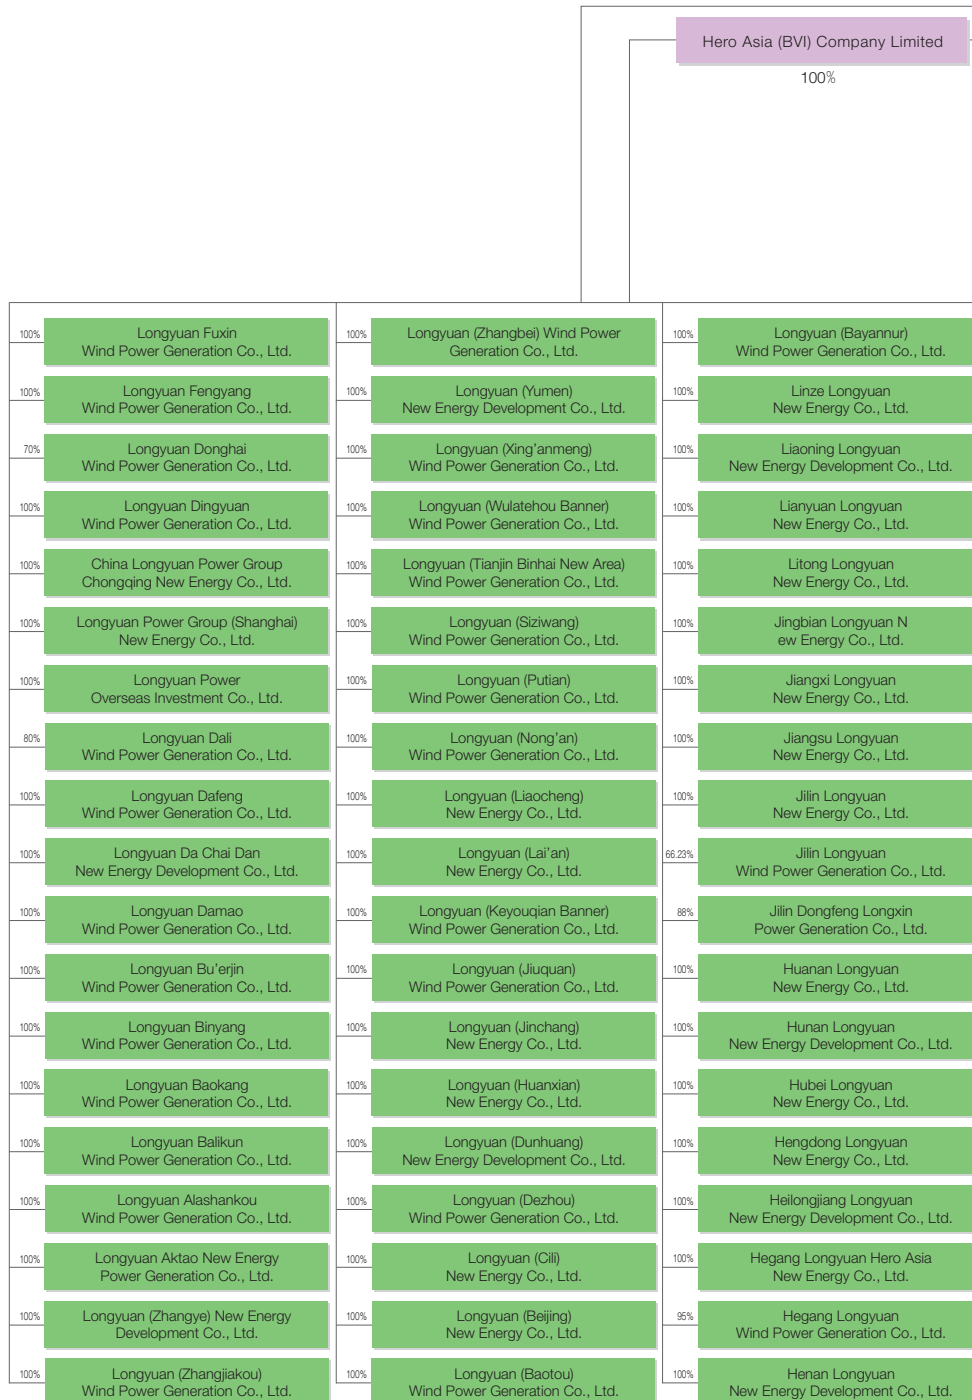 Hero Asia (BVI) Company Limited
100%
100%
Longyuan Fuxin
Wind Power Generation Co., Ltd.
100%
Longyuan Fengyang
Wind Power Generation Co., Ltd.
70%
Longyuan Donghai
Wind Power Generation Co., Ltd.
100%
Longyuan Dingyuan
Wind Power Generation Co., Ltd.
100%
China Longyuan Power Group
Chongqing New Energy Co., Ltd.
100%
Longyuan Power Group (Shanghai)
New Energy Co., Ltd.
100%
Longyuan Power
Overseas Investment Co., Ltd.
80%
Longyuan Dali
Wind Power Generation Co., Ltd.
100%
Longyuan Dafeng
Wind Power Generation Co., Ltd.
100%
Longyuan Da Chai Dan
New Energy Development Co., Ltd.
100%
Longyuan Damao
Wind Power Generation Co., Ltd.
100%
Longyuan Bu'erjin
Wind Power Generation Co., Ltd.
100%
Longyuan Binyang
Wind Power Generation Co., Ltd.
100%
Longyuan Baokang
Wind Power Generation Co., Ltd.
100%
Longyuan Balikun
Wind Power Generation Co., Ltd.
100%
Longyuan Alashankou
Wind Power Generation Co., Ltd.
100%
Longyuan Aktao New Energy
Power Generation Co., Ltd.
100%
Longyuan (Zhangye) New Energy
Development Co., Ltd.
100%
Longyuan (Zhangjiakou)
Wind Power Generation Co., Ltd.
100%
Longyuan (Zhangbei) Wind Power
Generation Co., Ltd.
100%
Longyuan (Yumen)
New Energy Development Co., Ltd.
100%
Longyuan (Xing'anmeng)
Wind Power Generation Co., Ltd.
100%
Longyuan (Wulatehou Banner)
Wind Power Generation Co., Ltd.
100%
Longyuan (Tianjin Binhai New Area)
Wind Power Generation Co., Ltd.
100%
Longyuan (Siziwang)
Wind Power Generation Co., Ltd.
100%
Longyuan (Putian)
Wind Power Generation Co., Ltd.
100%
Longyuan (Nong'an)
Wind Power Generation Co., Ltd.
100%
Longyuan (Liaocheng)
New Energy Co., Ltd.
100%
Longyuan (Lai'an)
New Energy Co., Ltd.
100%
Longyuan (Keyouqian Banner)
Wind Power Generation Co., Ltd.
100%
Longyuan (Jiuquan)
Wind Power Generation Co., Ltd.
100%
Longyuan (Jinchang)
New Energy Co., Ltd.
100%
Longyuan (Huanxian)
New Energy Co., Ltd.
100%
Longyuan (Dunhuang)
New Energy Development Co., Ltd.
100%
Longyuan (Dezhou)
Wind Power Generation Co., Ltd.
100%
Longyuan (Cili)
New Energy Co., Ltd.
100%
Longyuan (Beijing)
New Energy Co., Ltd.
100%
Longyuan (Baotou)
Wind Power Generation Co., Ltd.
100%
Longyuan (Bayannur)
Wind Power Generation Co., Ltd.
100%
Linze Longyuan
New Energy Co., Ltd.
100%
Liaoning Longyuan
New Energy Development Co., Ltd.
100%
Lianyuan Longyuan
New Energy Co., Ltd.
100%
Litong Longyuan
New Energy Co., Ltd.
100%
Jingbian Longyuan N
ew Energy Co., Ltd.
100%
Jiangxi Longyuan
New Energy Co., Ltd.
100%
Jiangsu Longyuan
New Energy Co., Ltd.
100%
Jilin Longyuan
New Energy Co., Ltd.
66.23%
Jilin Longyuan
Wind Power Generation Co., Ltd.
88%
Jilin Dongfeng Longxin
Power Generation Co., Ltd.
100%
Huanan Longyuan
New Energy Co., Ltd.
100%
Hunan Longyuan
New Energy Development Co., Ltd.
100%
Hubei Longyuan
New Energy Co., Ltd.
100%
Hengdong Longyuan
New Energy Co., Ltd.
100%
Heilongjiang Longyuan
New Energy Development Co., Ltd.
100%
Hegang Longyuan Hero Asia
New Energy Co., Ltd.
95%
Hegang Longyuan
Wind Power Generation Co., Ltd.
100%
Henan Longyuan
New Energy Development Co., Ltd.